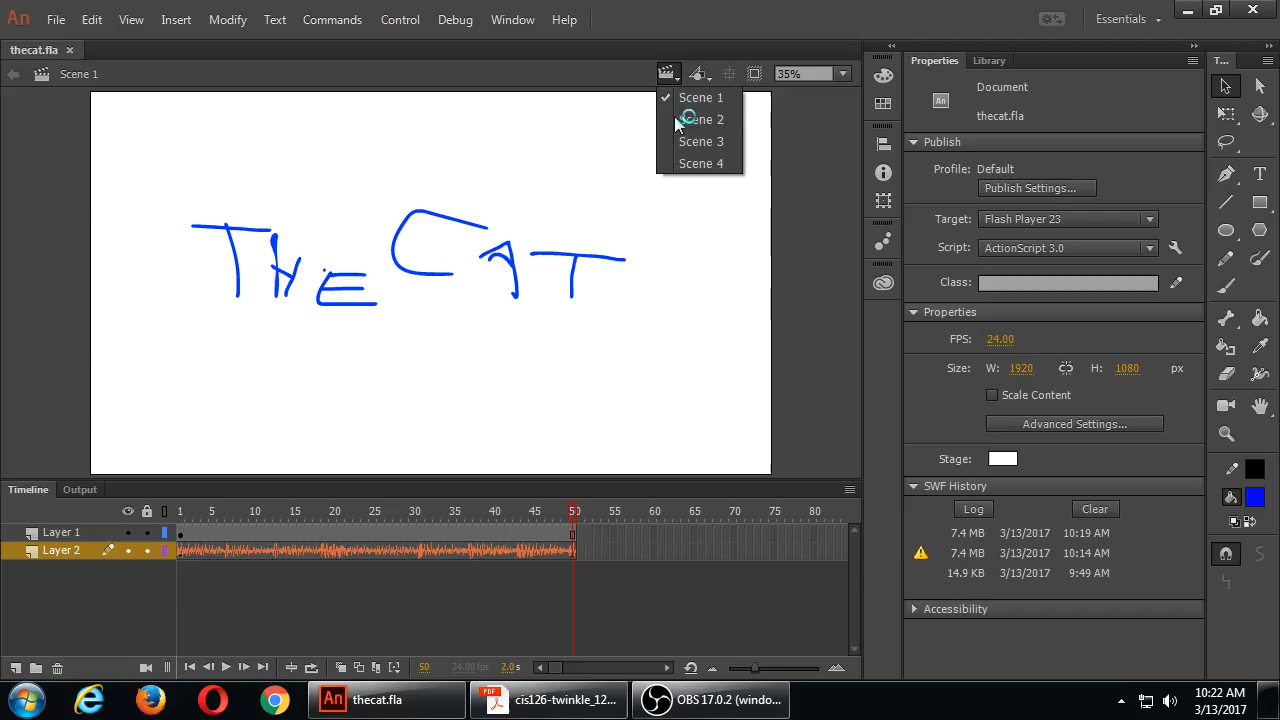 An File Edit View Insert Modify Text Commands Control Debug Window Help Essentials
thecat.fla ×
Scene 1 35%
Scene 1
Scene 2
Scene 3
Scene 4
THE CAT
Properties Library T...
An Document
thecat.fla
Publish
Profile: Default
Publish Settings...
Target: Flash Player 23
Script: ActionScript 3.0
Class:
Properties
FPS: 24.00
Size: W: 1920 H: 1080 px
Scale Content
Advanced Settings...
Stage:
SWF History
Log Clear
7.4 MB 3/13/2017 10:19 AM
7.4 MB 3/13/2017 10:14 AM
14.9 KB 3/13/2017 9:49 AM
Accessibility
Timeline Output
1 5 10 15 20 25 30 35 40 45 50 55 60 65 70 75 80
Layer 1
Layer 2
50 24.00 fps 2.0 s
An thecat.fla
PDF cis126-twinkle_12...
OBS 17.0.2 (windo...
10:22 AM
3/13/2017